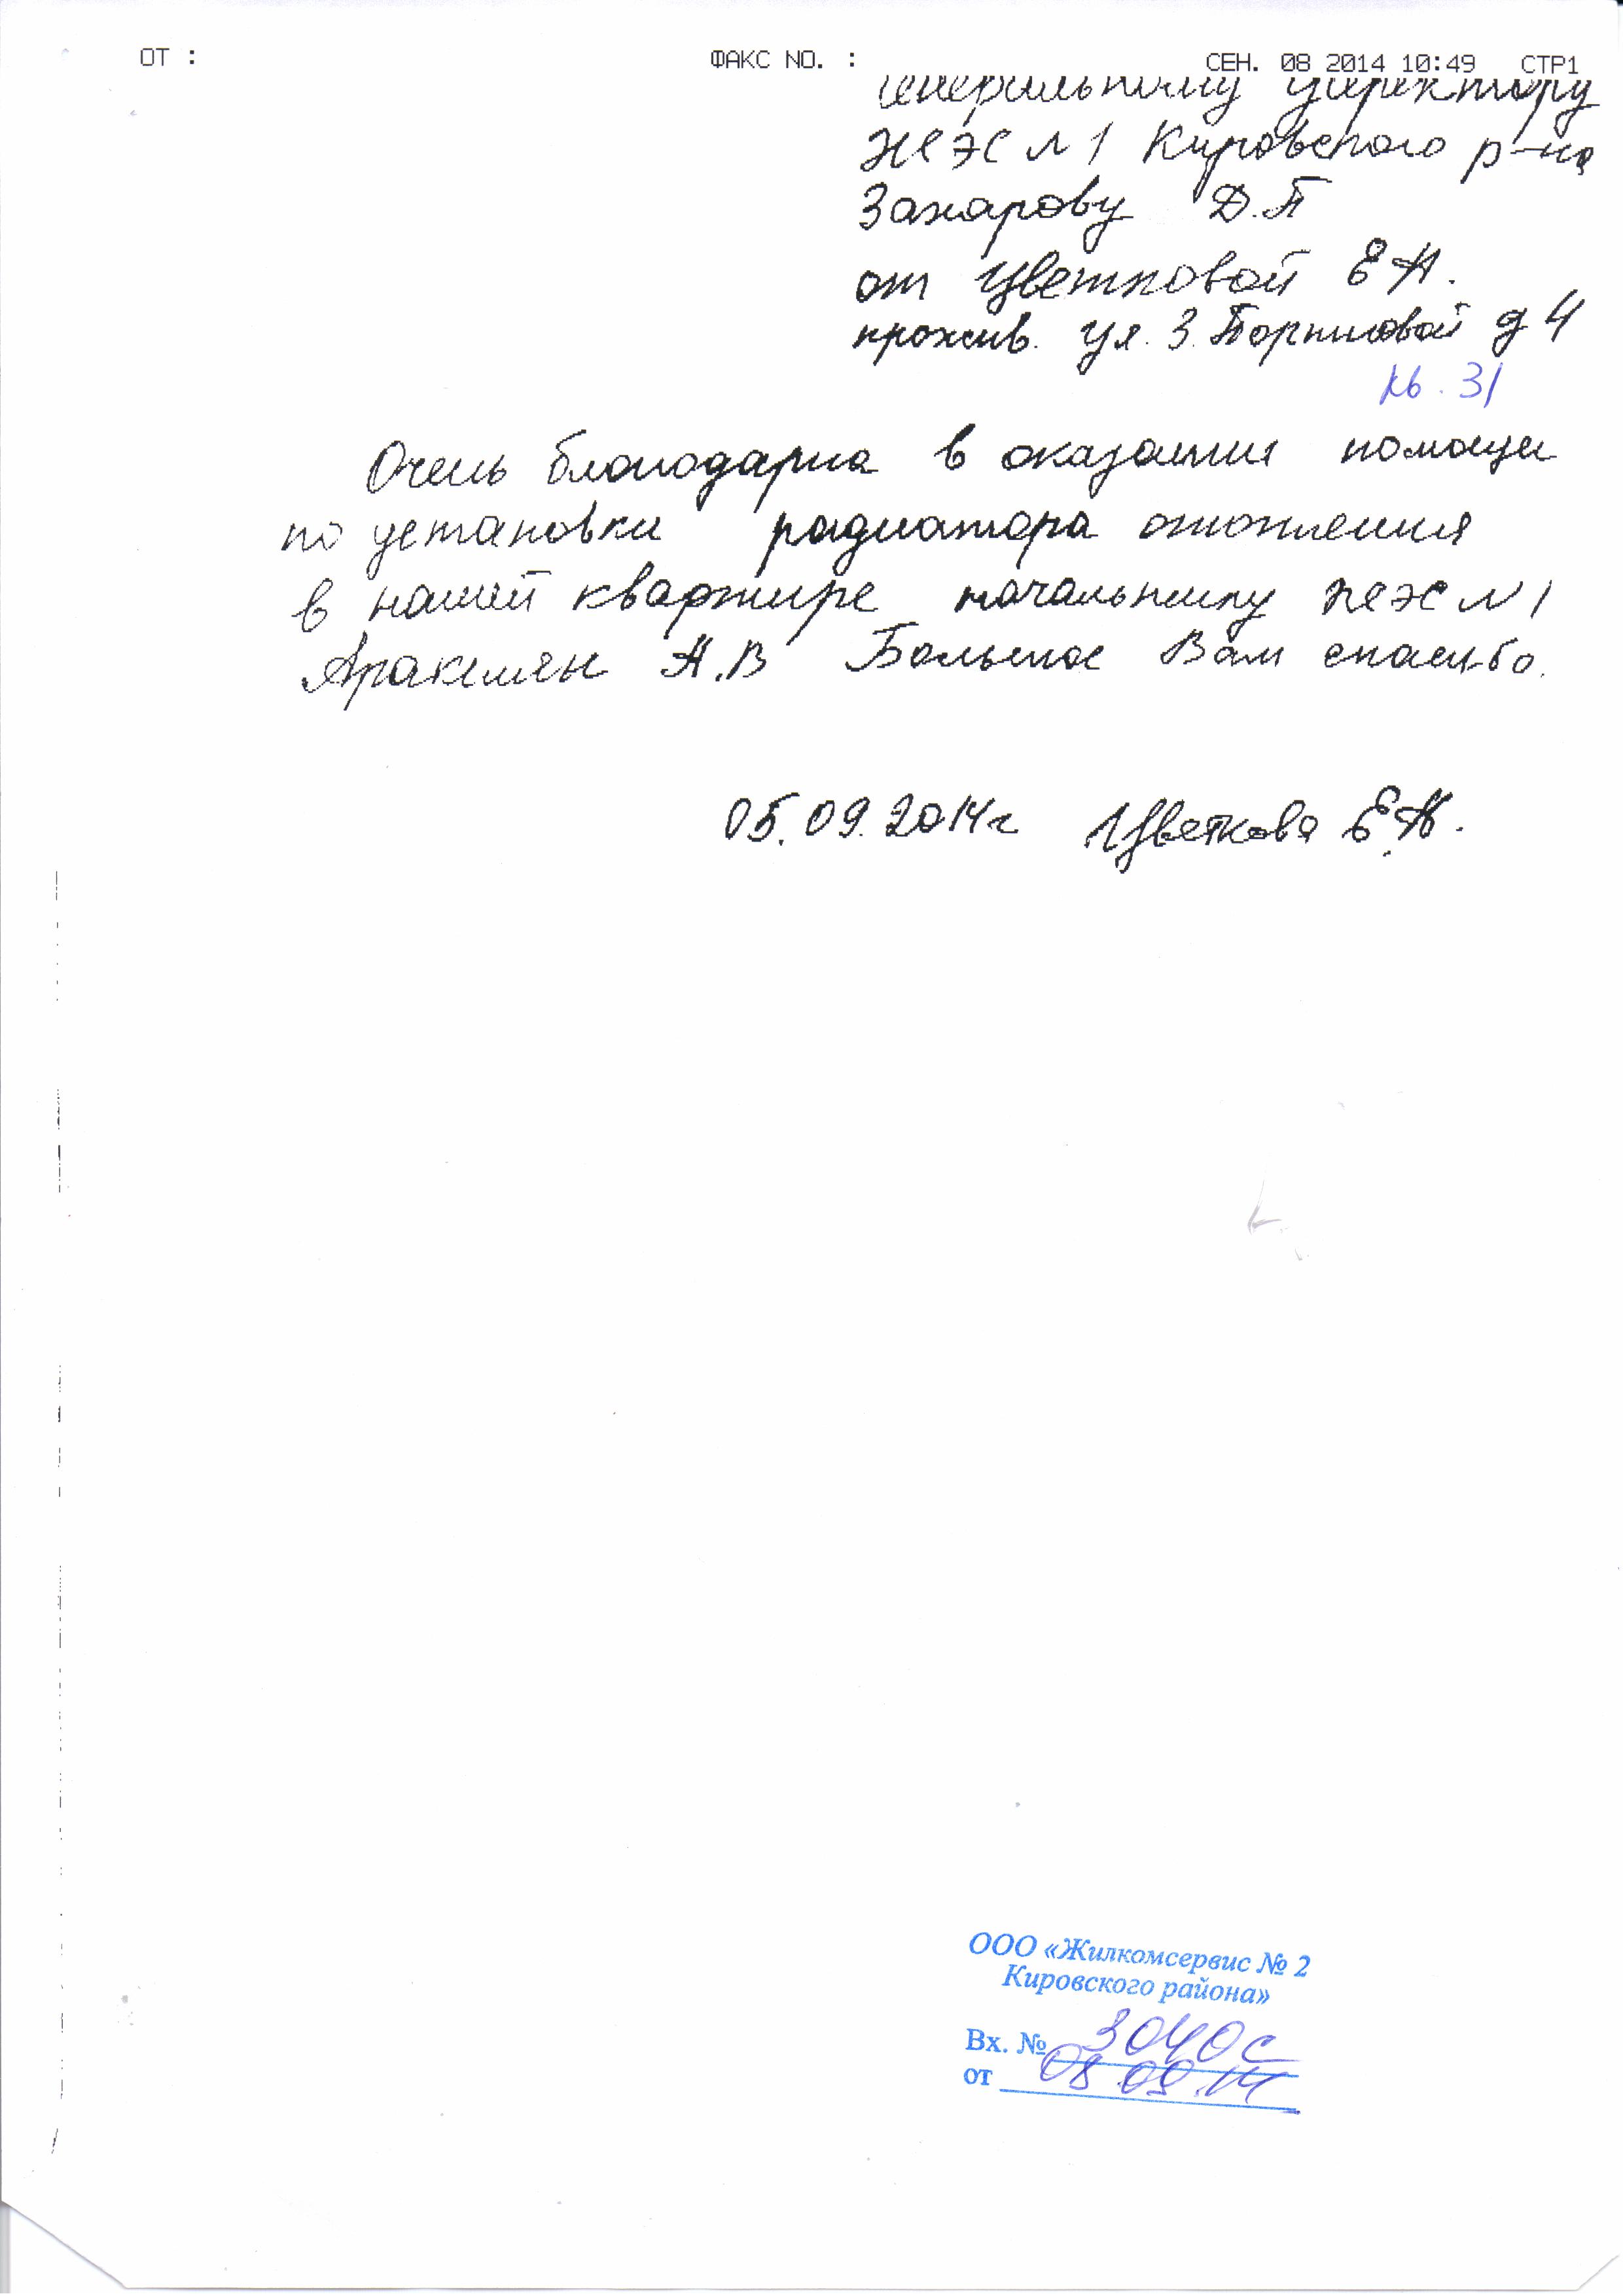 ОТ : ФАКС NO. : СЕН. 08 2014 10:49 СТР1
Генеральному директору
ЖЭС N 1 Кировского р-на
Захарову Д.П
от Цветковой Е.А.
прожив. ул. З. Портновой д 4
кв. 31
Очень благодарна в оказании помощи
по установки радиатора отопления
в нашей квартире начальнику ЖЭС N 1
Аракелян А.В Большое Вам спасибо.
05.09.2014г Цветкова Е.А.
ООО «Жилкомсервис № 2
Кировского района»
Вх. № 3040с
от 08.09.14